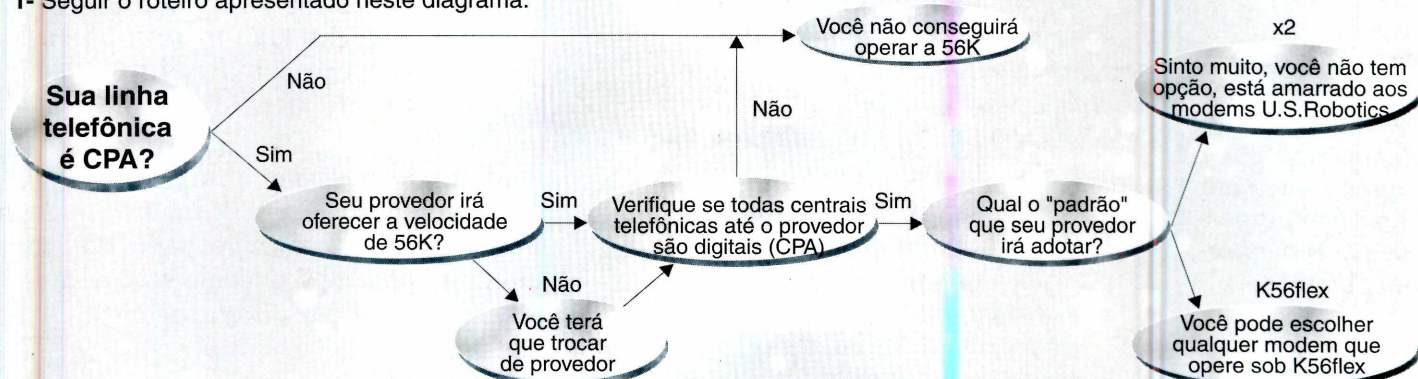 1- Seguir o roteiro apresentado neste diagrama:
Sua linha
telefônica
é CPA?
Não
Sim
Você não conseguirá
operar a 56K
Seu provedor irá
oferecer a velocidade
de 56K?
Sim
Não
Você terá
que trocar
de provedor
Verifique se todas centrais
telefônicas até o provedor
são digitais (CPA)
Não
Sim
Qual o "padrão"
que seu provedor
irá adotar?
x2
Sinto muito, você não tem
opção, está amarrado aos
modems U.S.Robotics
K56flex
Você pode escolher
qualquer modem que
opere sob K56flex